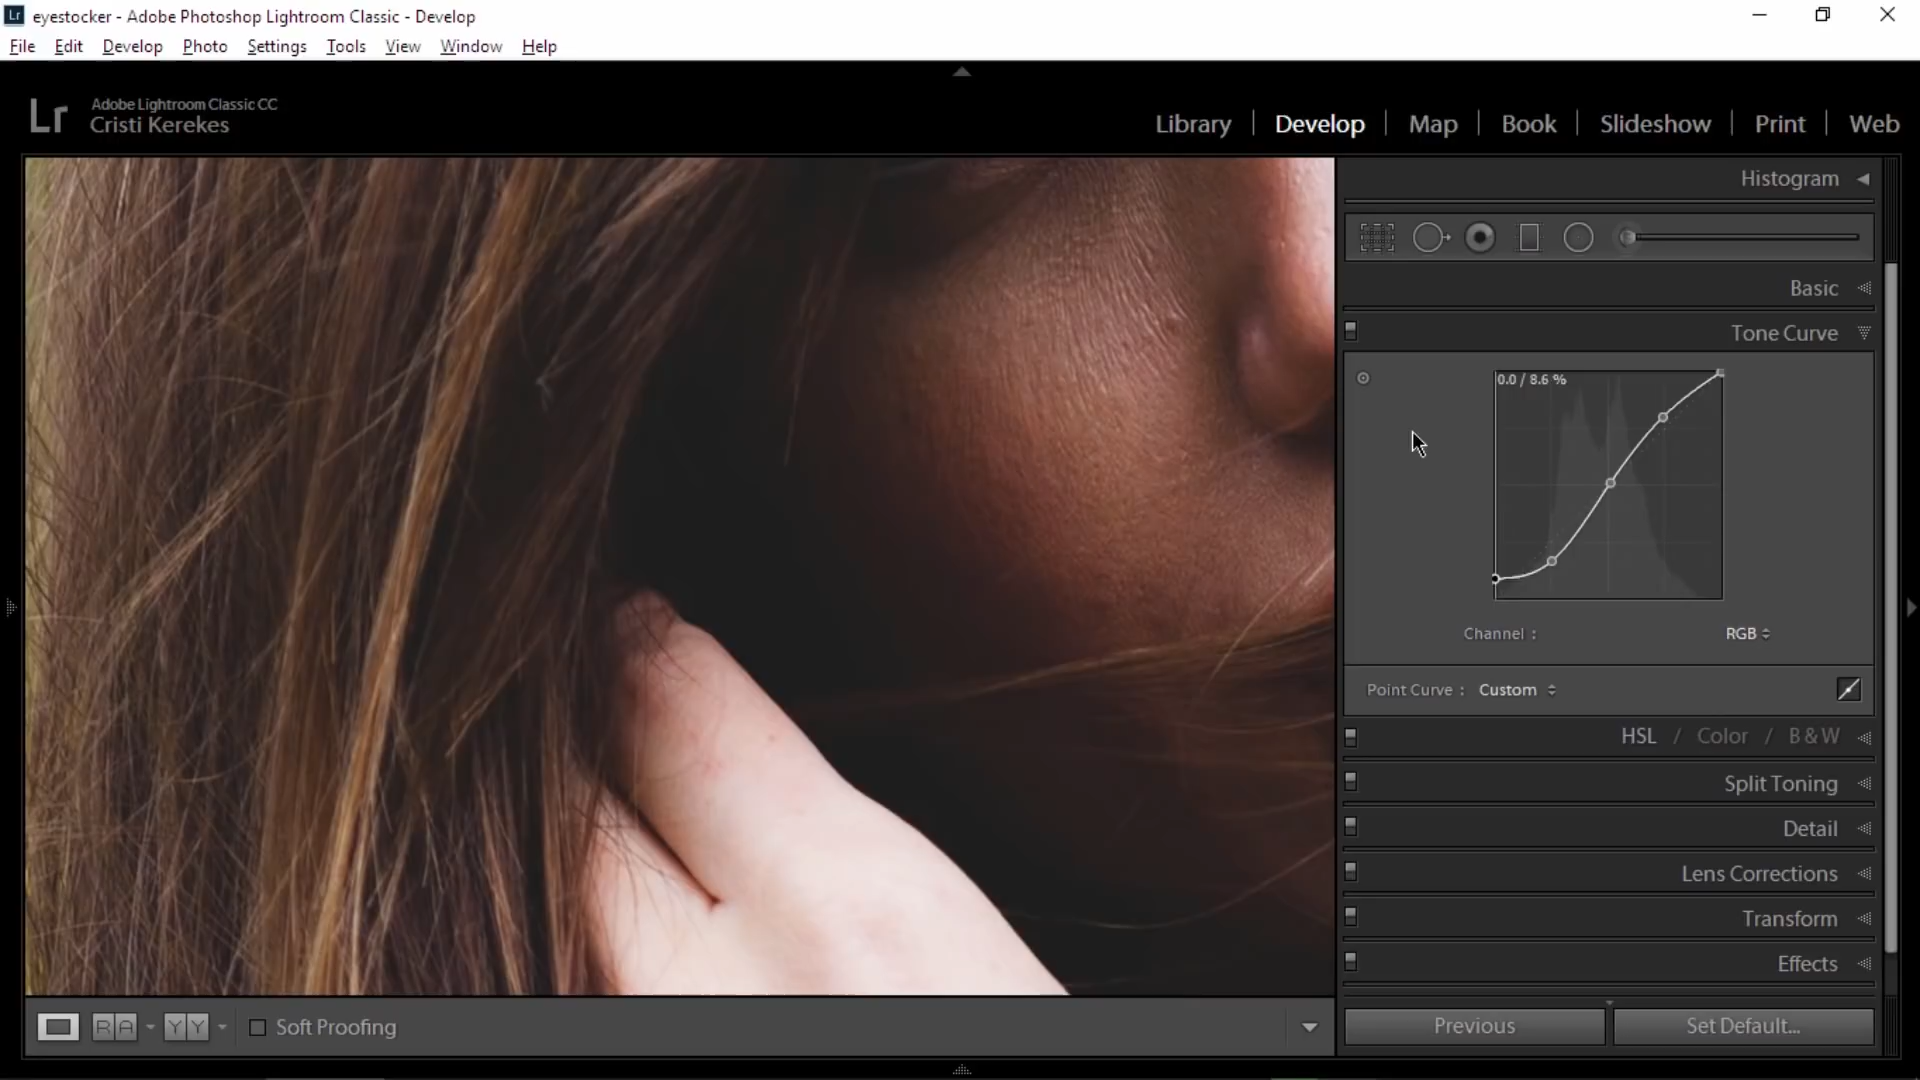 Lr eyestocker - Adobe Photoshop Lightroom Classic - Develop
File Edit Develop Photo Settings Tools View Window Help
Lr Adobe Lightroom Classic CC
Cristi Kerekes
Library Develop Map Book Slideshow Print Web
Histogram
Basic
Tone Curve
0.0 / 8.6 %
Channel : RGB
Point Curve : Custom
HSL / Color / B & W
Split Toning
Detail
Lens Corrections
Transform
Effects
R A Y Y Soft Proofing
Previous Set Default...